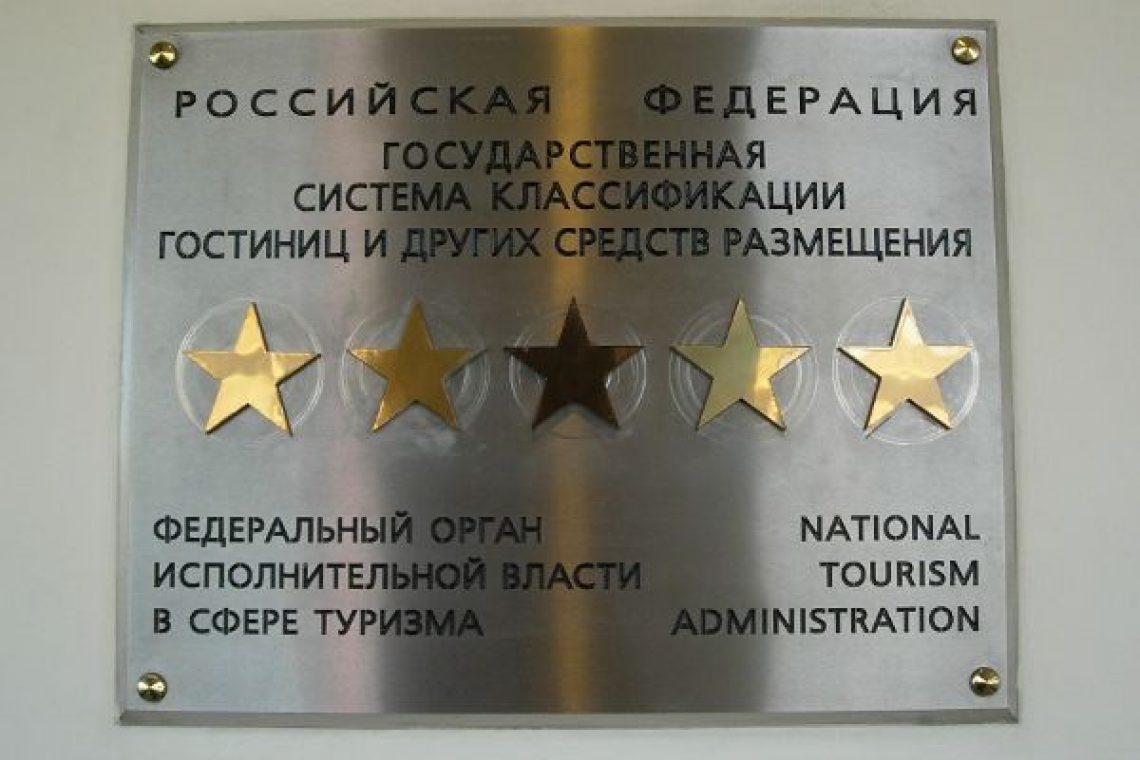 РОССИЙСКАЯ ФЕДЕРАЦИЯ
ГОСУДАРСТВЕННАЯ
СИСТЕМА КЛАССИФИКАЦИИ
ГОСТИНИЦ И ДРУГИХ СРЕДСТВ РАЗМЕЩЕНИЯ
ФЕДЕРАЛЬНЫЙ ОРГАН
ИСПОЛНИТЕЛЬНОЙ ВЛАСТИ
В СФЕРЕ ТУРИЗМА
NATIONAL
TOURISM
ADMINISTRATION